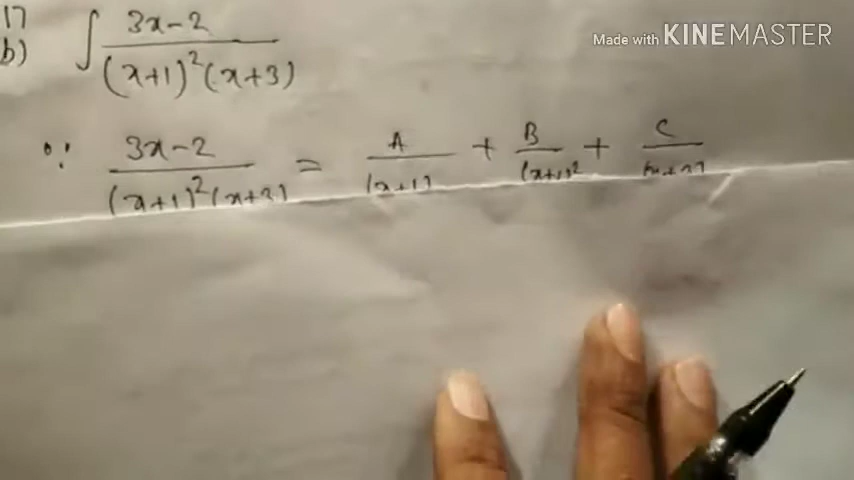 17
b) ∫ 3x-2 / (x+1)²(x+3)
∵ 3x-2 / (x+1)²(x+3) = A / (x+1) + B / (x+1)² + C / (x+3)
Made with KINEMASTER